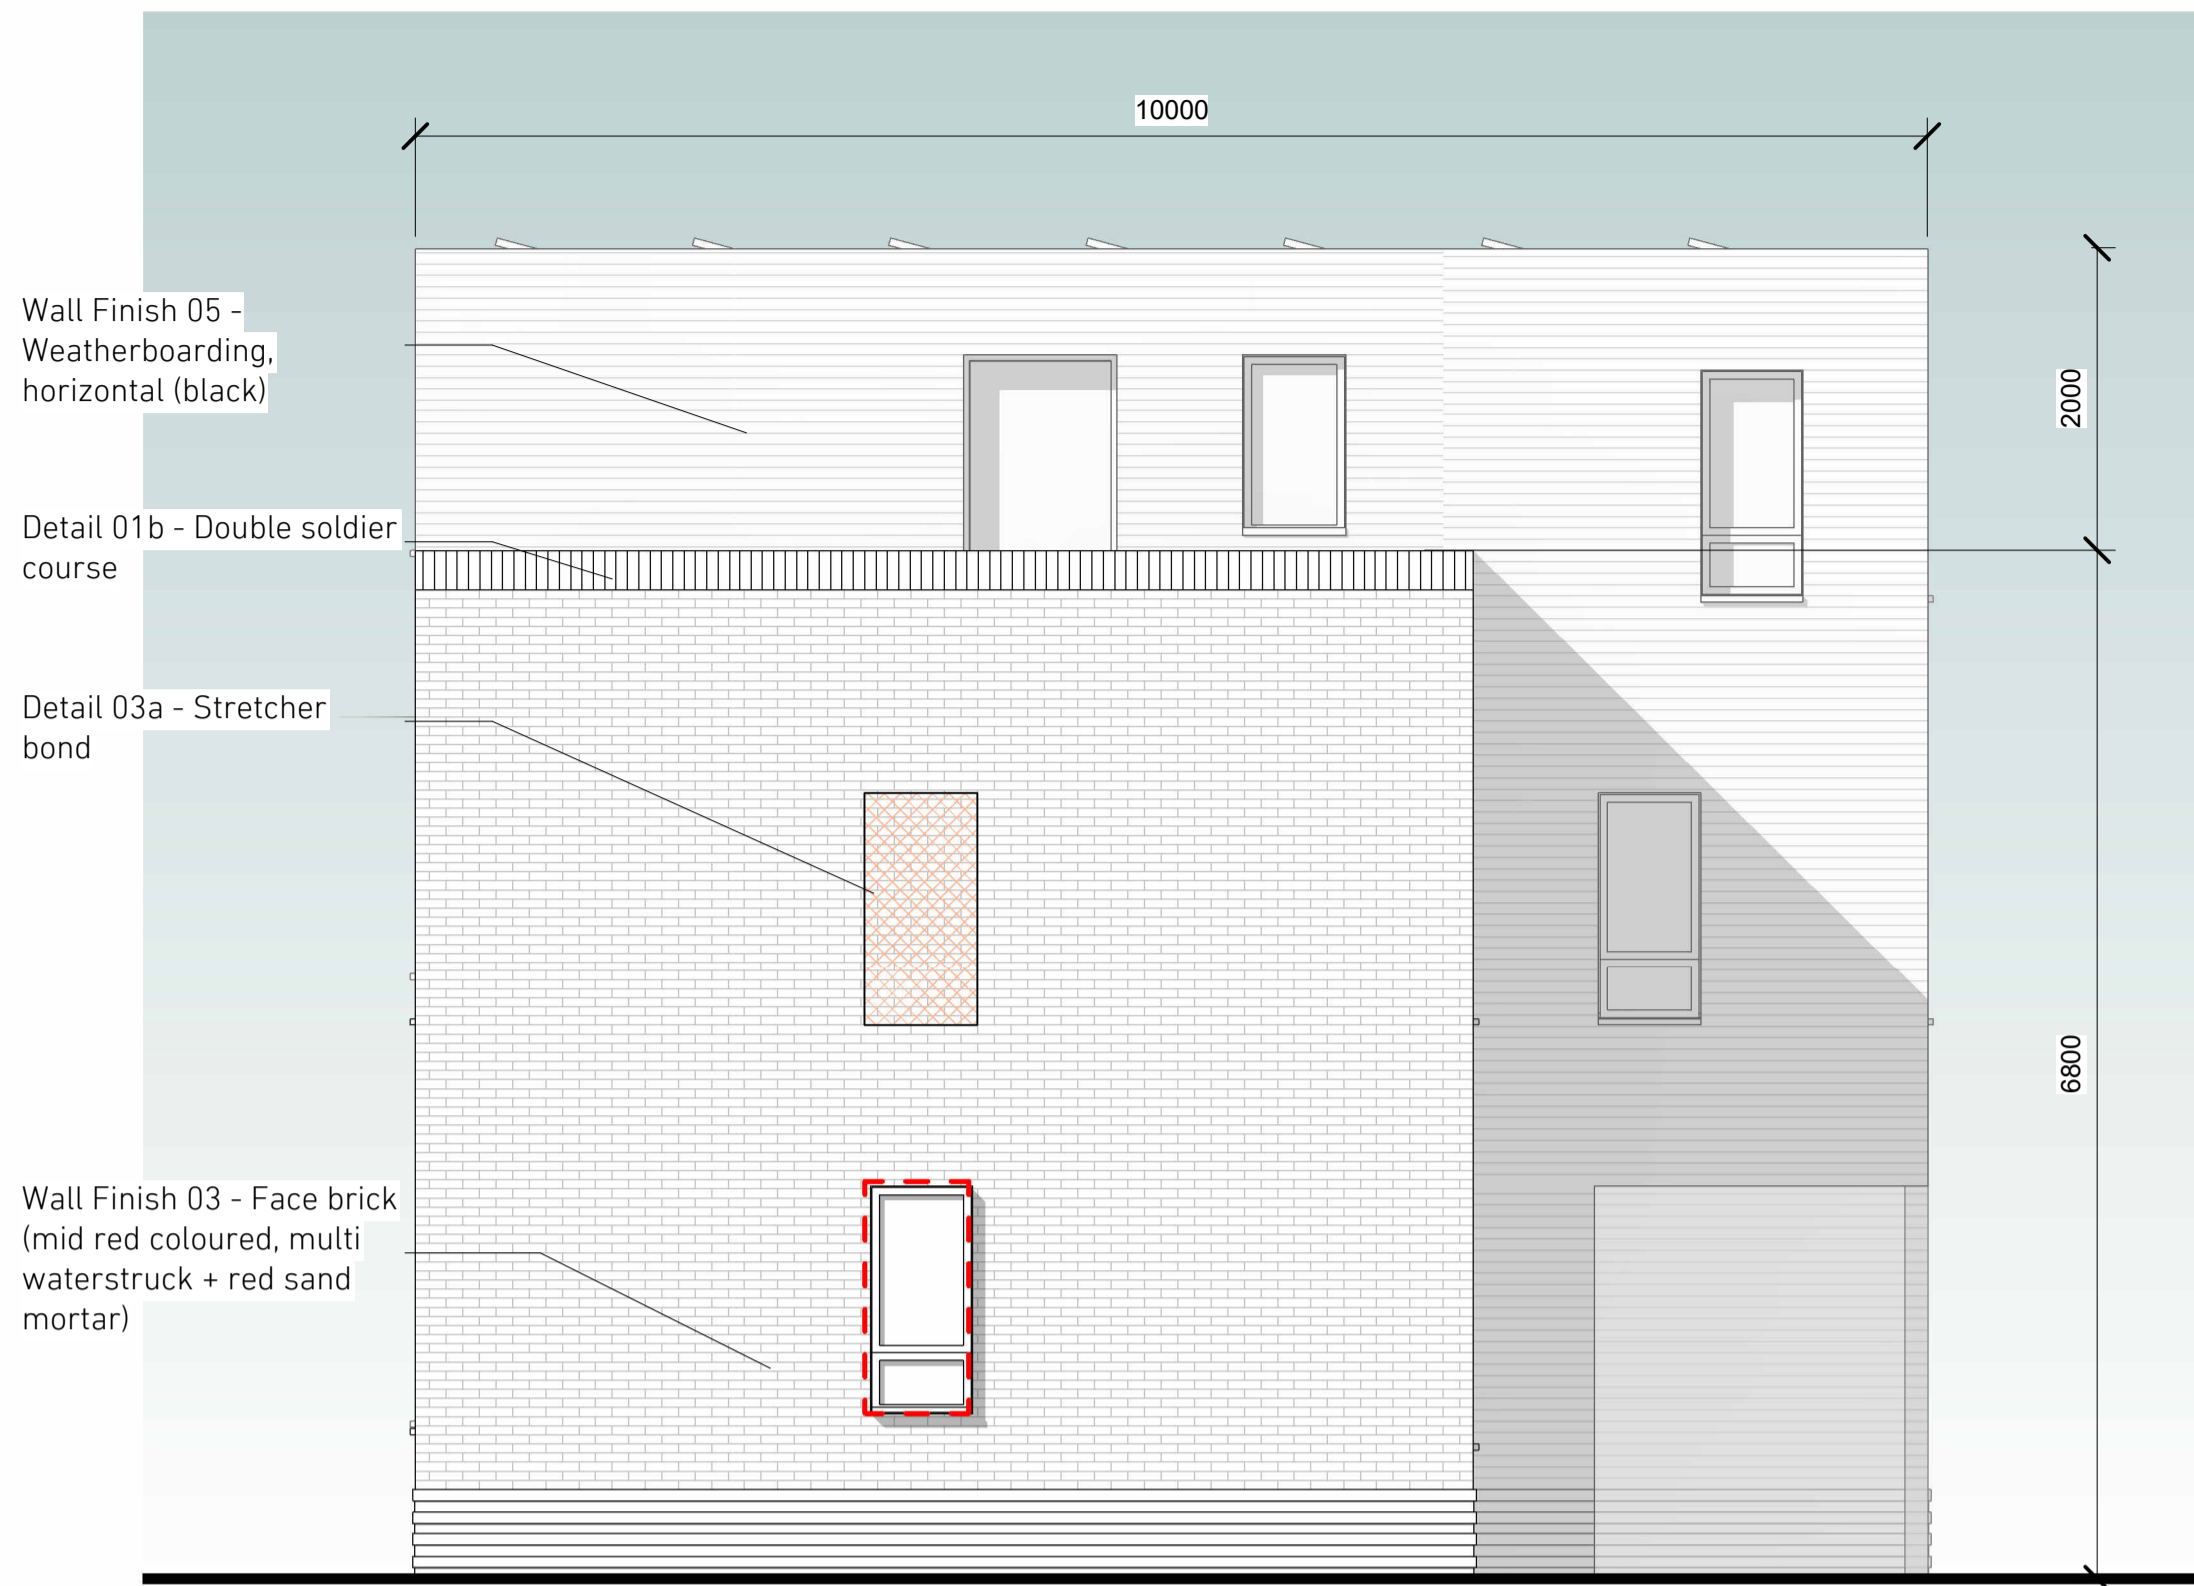 10000
Wall Finish 05 -
Weatherboarding,
horizontal (black)
2000
Detail 01b - Double soldier
course
Detail 03a - Stretcher
bond
6800
Wall Finish 03 - Face brick
(mid red coloured, multi
waterstruck + red sand
mortar)